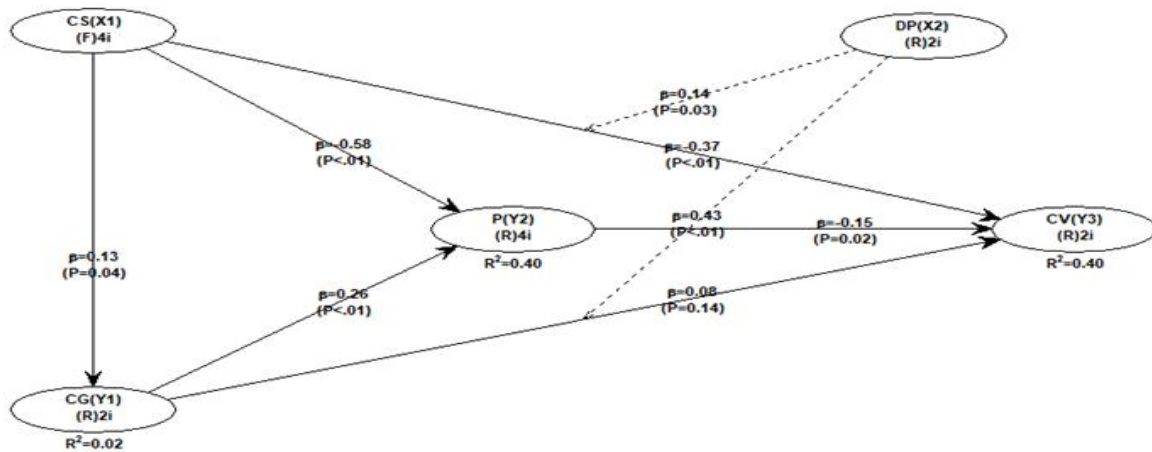 CS(X1)
(F)4i
DP(X2)
(R)2i
β=0.14
(P=0.03)
β=-0.58
(P<.01)
β=-0.37
(P<.01)
P(Y2)
(R)4i
R²=0.40
β=0.43
(P<.01)
β=-0.15
(P=0.02)
CV(Y3)
(R)2i
R²=0.40
β=0.13
(P=0.04)
β=0.26
(P<.01)
β=0.08
(P=0.14)
CG(Y1)
(R)2i
R²=0.02